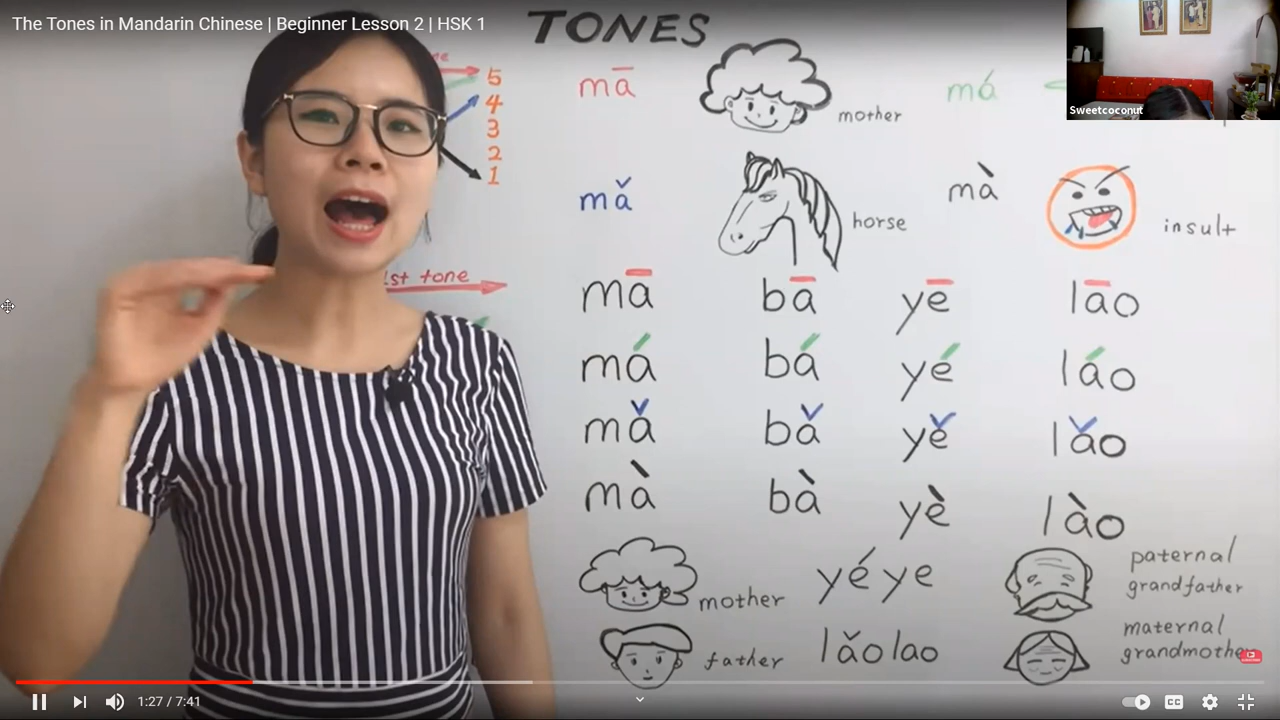 The Tones in Mandarin Chinese | Beginner Lesson 2 | HSK 1
TONES
Sweetcoconut
5
4
3
2
1
mā mother má
mǎ horse mà insult
1st tone
mā bā yē lāo
má bá yé láo
mǎ bǎ yě lǎo
mà bà yè lào
mother yéye paternal grandfather
father lǎolao maternal grandmothe
1:27 / 7:41
CC